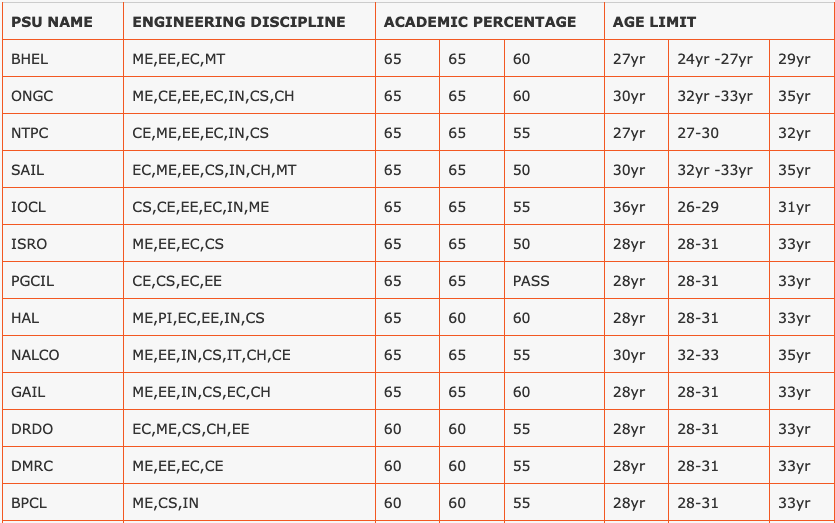 PSU NAME ENGINEERING DISCIPLINE ACADEMIC PERCENTAGE AGE LIMIT
BHEL ME,EE,EC,MT 65 65 60 27yr 24yr -27yr 29yr
ONGC ME,CE,EE,EC,IN,CS,CH 65 65 60 30yr 32yr -33yr 35yr
NTPC CE,ME,EE,EC,IN,CS 65 65 55 27yr 27-30 32yr
SAIL EC,ME,EE,CS,IN,CH,MT 65 65 50 30yr 32yr -33yr 35yr
IOCL CS,CE,EE,EC,IN,ME 65 65 55 36yr 26-29 31yr
ISRO ME,EE,EC,CS 65 65 50 28yr 28-31 33yr
PGCIL CE,CS,EC,EE 65 65 PASS 28yr 28-31 33yr
HAL ME,PI,EC,EE,IN,CS 65 60 60 28yr 28-31 33yr
NALCO ME,EE,IN,CS,IT,CH,CE 65 65 55 30yr 32-33 35yr
GAIL ME,EE,IN,CS,EC,CH 65 65 60 28yr 28-31 33yr
DRDO EC,ME,CS,CH,EE 60 60 55 28yr 28-31 33yr
DMRC ME,EE,EC,CE 60 60 55 28yr 28-31 33yr
BPCL ME,CS,IN 60 60 55 28yr 28-31 33yr